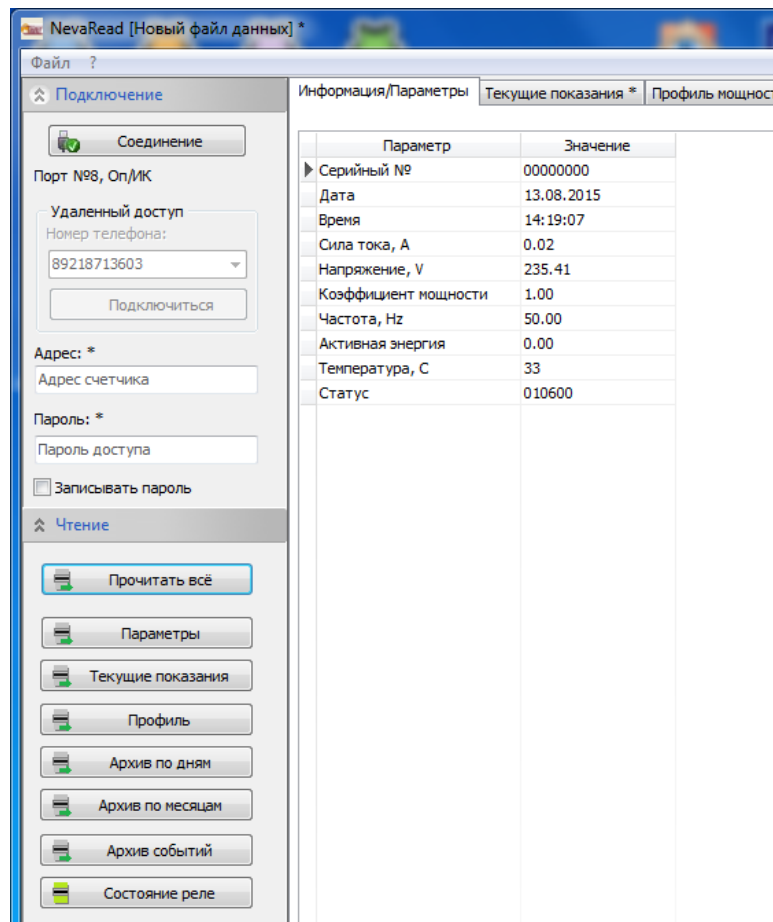 NevaRead [Новый файл данных] *
Файл ?
Подключение
Соединение
Порт №8, Оп/ИК
Удаленный доступ
Номер телефона:
89218713603
Подключиться
Адрес: *
Адрес счетчика
Пароль: *
Пароль доступа
Записывать пароль
Чтение
Прочитать всё
Параметры
Текущие показания
Профиль
Архив по дням
Архив по месяцам
Архив событий
Состояние реле
Информация/Параметры Текущие показания * Профиль мощност
Параметр Значение
Серийный № 00000000
Дата 13.08.2015
Время 14:19:07
Сила тока, А 0.02
Напряжение, V 235.41
Коэффициент мощности 1.00
Частота, Hz 50.00
Активная энергия 0.00
Температура, С 33
Статус 010600